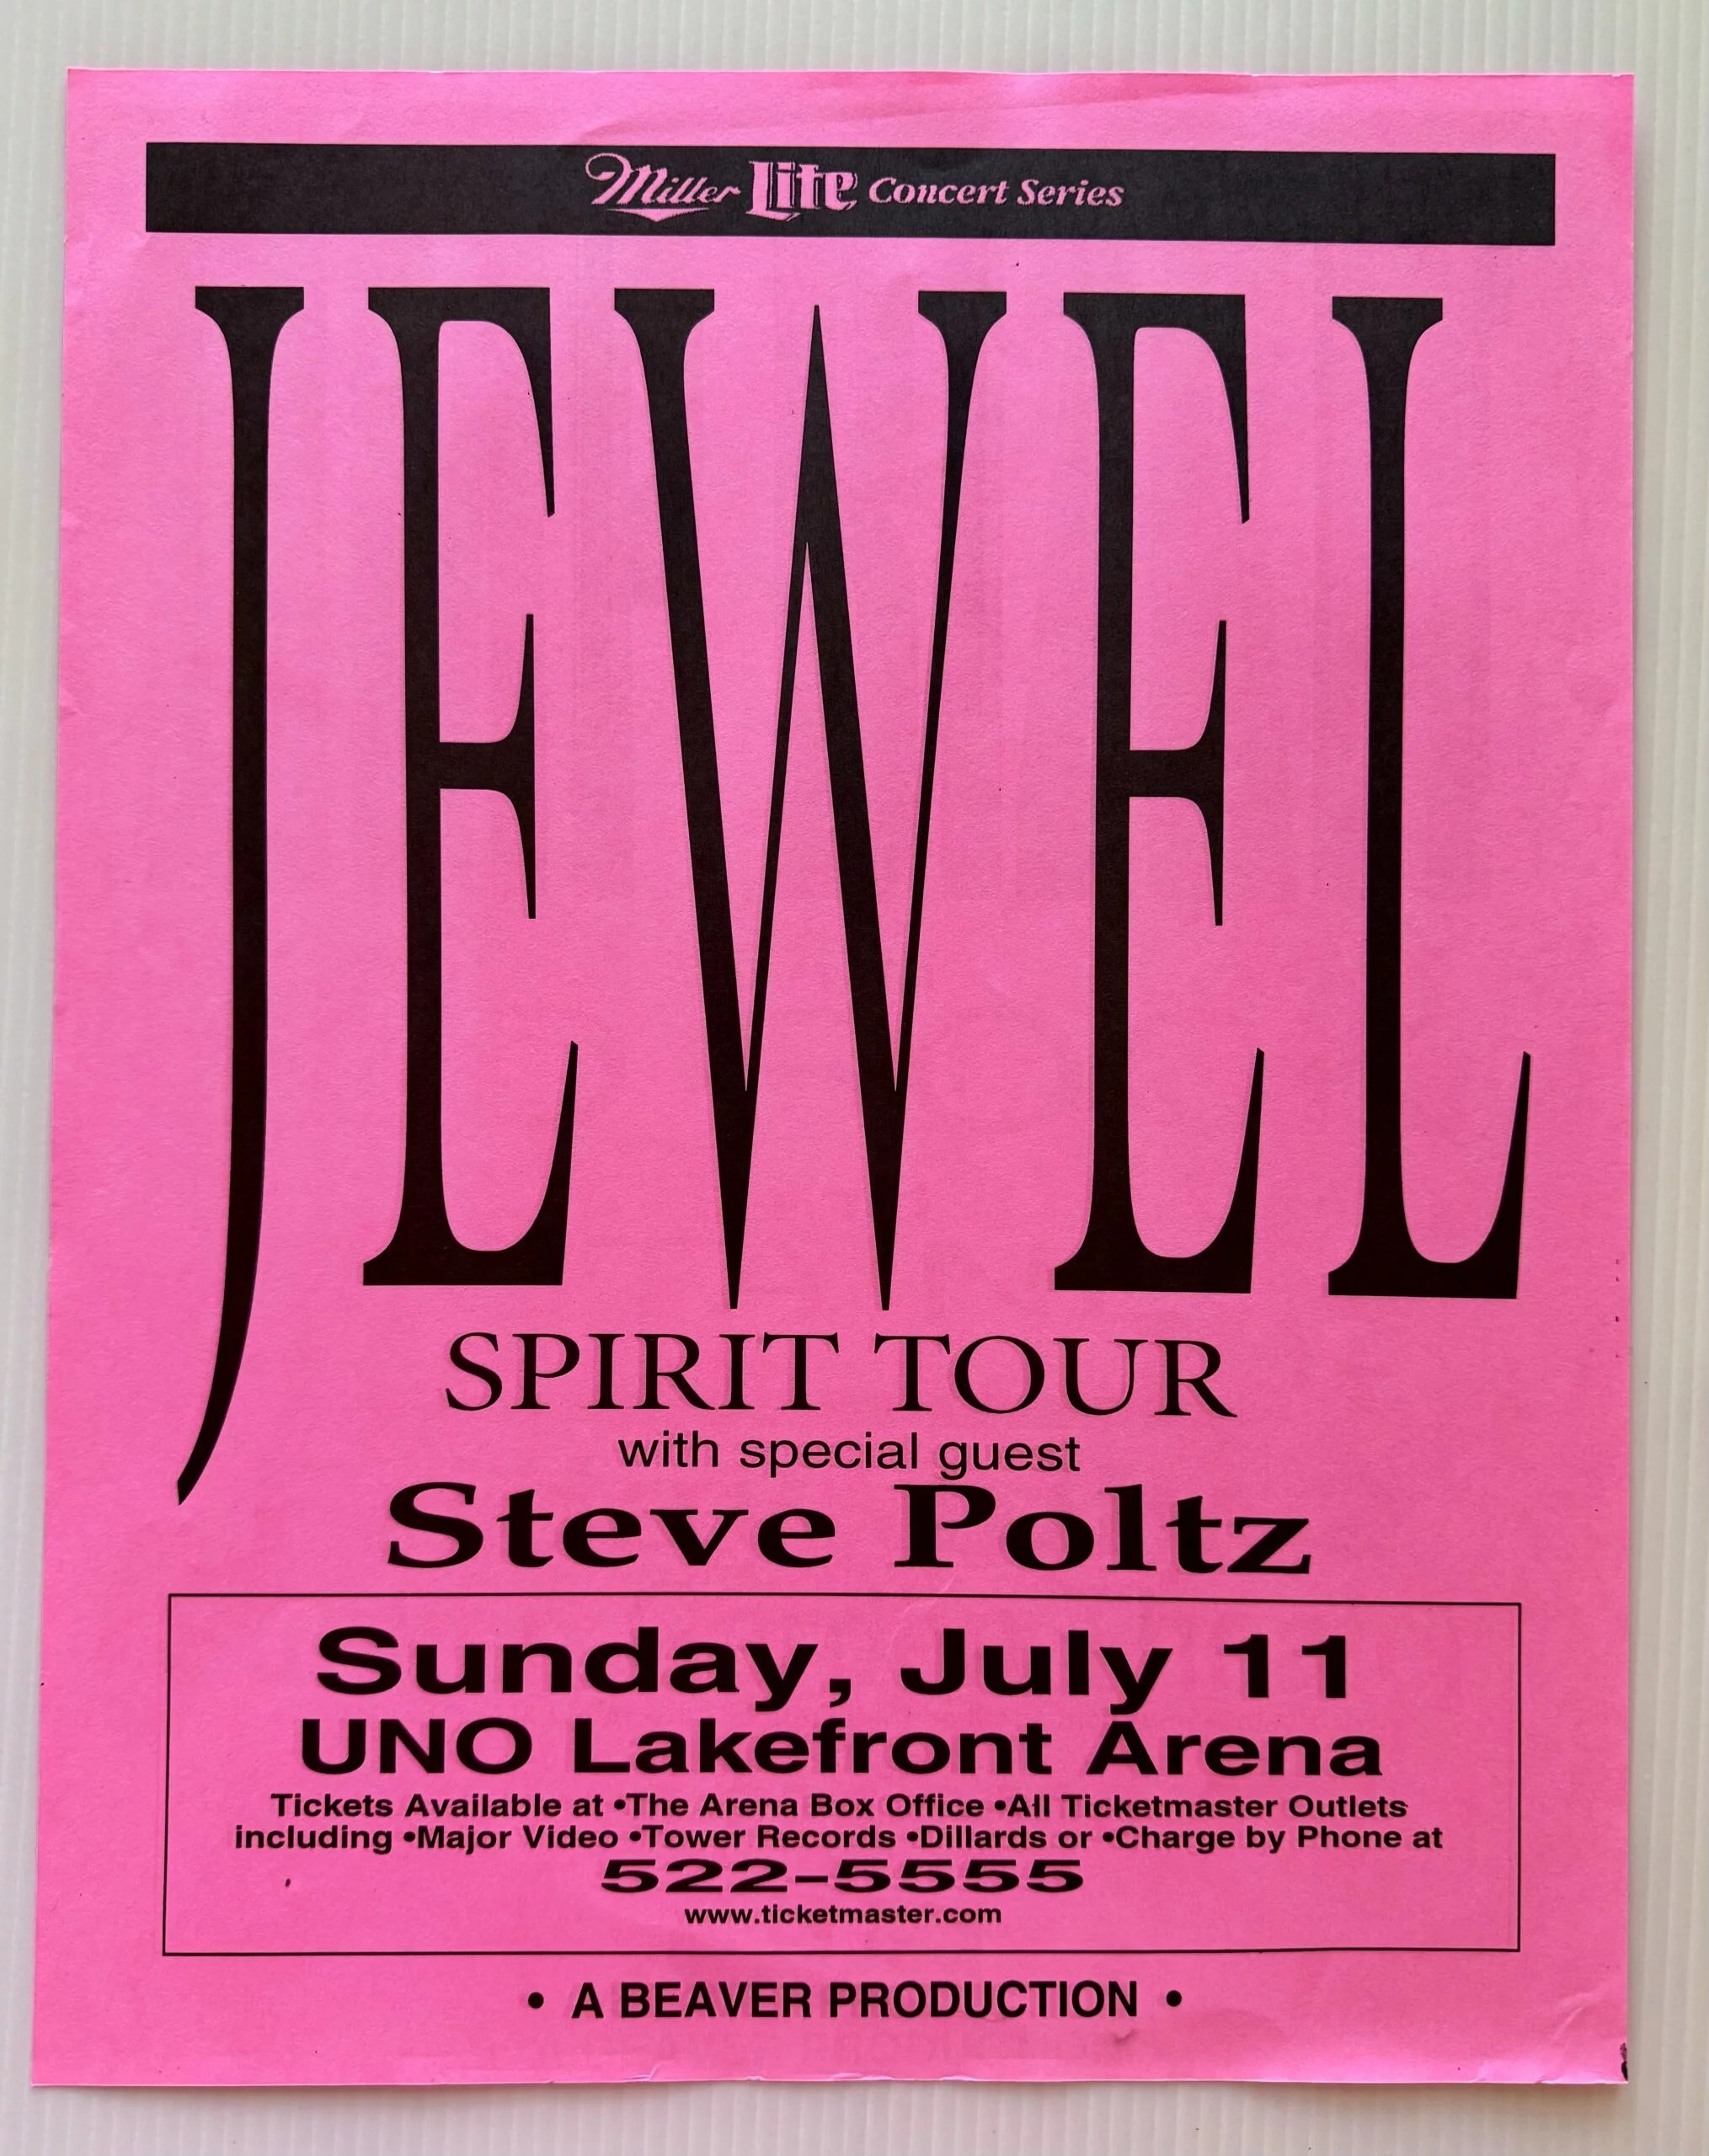 Miller Lite Concert Series
JEWEL
SPIRIT TOUR
with special guest
Steve Poltz
Sunday, July 11
UNO Lakefront Arena
Tickets Available at •The Arena Box Office •All Ticketmaster Outlets
including •Major Video •Tower Records •Dillards or •Charge by Phone at
522-5555
www.ticketmaster.com
• A BEAVER PRODUCTION •